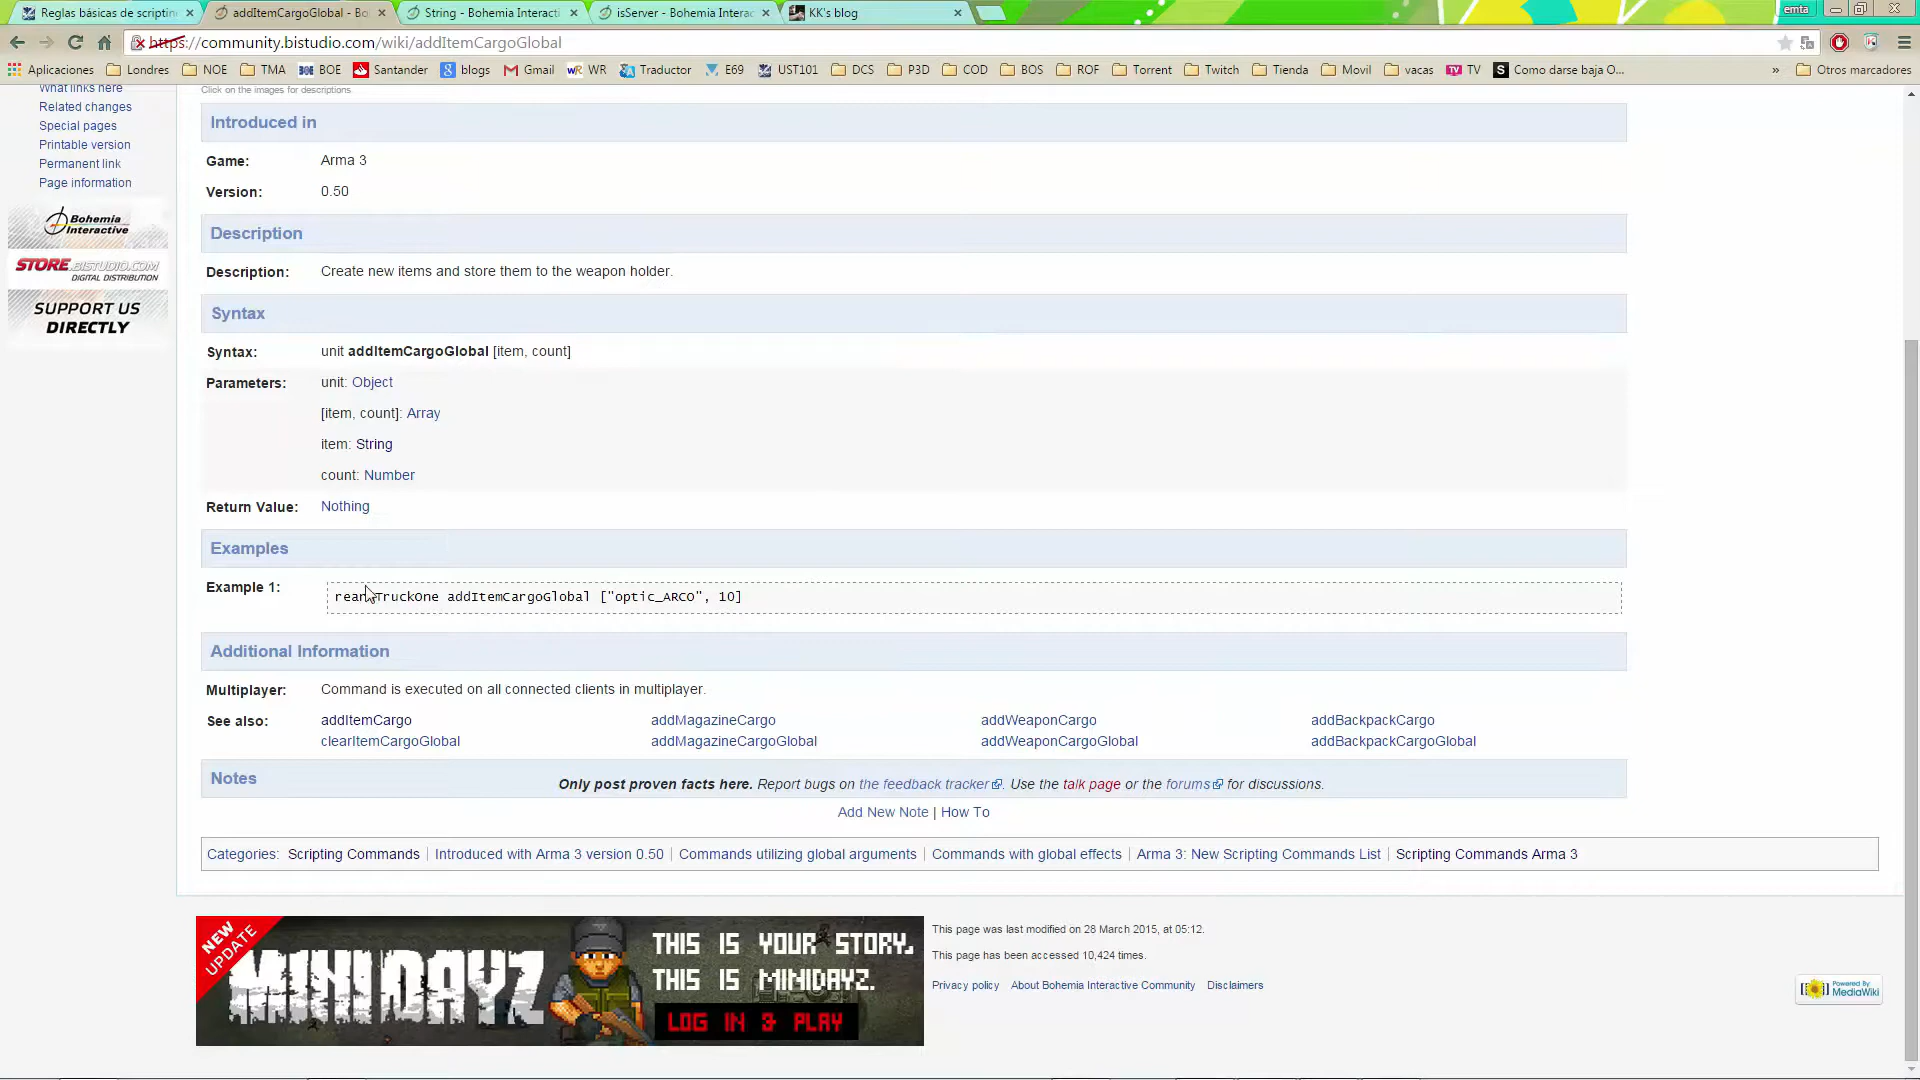 Reglas básicas de scriptin
addItemCargoGlobal - Bo
String - Bohemia Interacti
isServer - Bohemia Interac
KK's blog
emta
https://community.bistudio.com/wiki/addItemCargoGlobal
Aplicaciones
Londres
NOE
TMA
BOE
Santander
blogs
Gmail
WR
Traductor
E69
UST101
DCS
P3D
COD
BOS
ROF
Torrent
Twitch
Tienda
Movil
vacas
TV
Como darse baja O...
»
Otros marcadores
What links here
Related changes
Special pages
Printable version
Permanent link
Page information
Bohemia Interactive
STORE.BISTUDIO.COM
DIGITAL DISTRIBUTION
SUPPORT US
DIRECTLY
Click on the images for descriptions
Introduced in
Game: Arma 3
Version: 0.50
Description
Description: Create new items and store them to the weapon holder.
Syntax
Syntax: unit addItemCargoGlobal [item, count]
Parameters: unit: Object
[item, count]: Array
item: String
count: Number
Return Value: Nothing
Examples
Example 1:
addItemCargoGlobal ["optic_ARCO", 10]
Additional Information
Multiplayer: Command is executed on all connected clients in multiplayer.
See also: addItemCargo addMagazineCargo addWeaponCargo addBackpackCargo
clearItemCargoGlobal addMagazineCargoGlobal addWeaponCargoGlobal addBackpackCargoGlobal
Notes Only post proven facts here. Report bugs on the feedback tracker. Use the talk page or the forums for discussions.
Add New Note | How To
Categories: Scripting Commands | Introduced with Arma 3 version 0.50 | Commands utilizing global arguments | Commands with global effects | Arma 3: New Scripting Commands List | Scripting Commands Arma 3
NEW UPDATE
MINIDAYZ
THIS IS YOUR STORY.
THIS IS MINIDAYZ.
LOG IN & PLAY
This page was last modified on 28 March 2015, at 05:12.
This page has been accessed 10,424 times.
Privacy policy About Bohemia Interactive Community Disclaimers
Powered By
MediaWiki